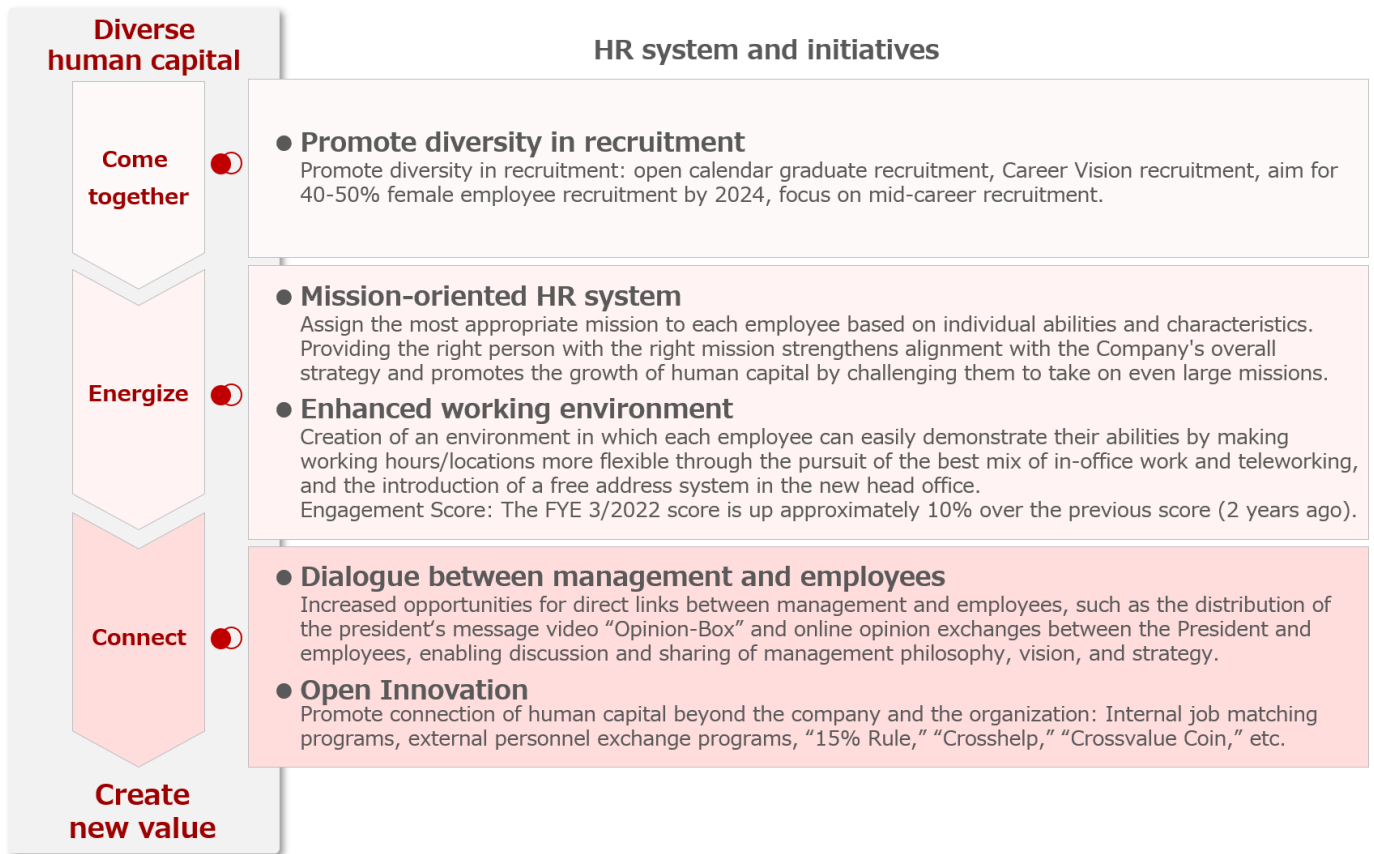 Diverse
human capital
HR system and initiatives
Come
together
● Promote diversity in recruitment
Promote diversity in recruitment: open calendar graduate recruitment, Career Vision recruitment, aim for
40-50% female employee recruitment by 2024, focus on mid-career recruitment.
Energize
● Mission-oriented HR system
Assign the most appropriate mission to each employee based on individual abilities and characteristics.
Providing the right person with the right mission strengthens alignment with the Company's overall
strategy and promotes the growth of human capital by challenging them to take on even large missions.
● Enhanced working environment
Creation of an environment in which each employee can easily demonstrate their abilities by making
working hours/locations more flexible through the pursuit of the best mix of in-office work and teleworking,
and the introduction of a free address system in the new head office.
Engagement Score: The FYE 3/2022 score is up approximately 10% over the previous score (2 years ago).
Connect
● Dialogue between management and employees
Increased opportunities for direct links between management and employees, such as the distribution of
the president‘s message video “Opinion-Box” and online opinion exchanges between the President and
employees, enabling discussion and sharing of management philosophy, vision, and strategy.
● Open Innovation
Promote connection of human capital beyond the company and the organization: Internal job matching
programs, external personnel exchange programs, “15% Rule,” “Crosshelp,” “Crossvalue Coin,” etc.
Create
new value